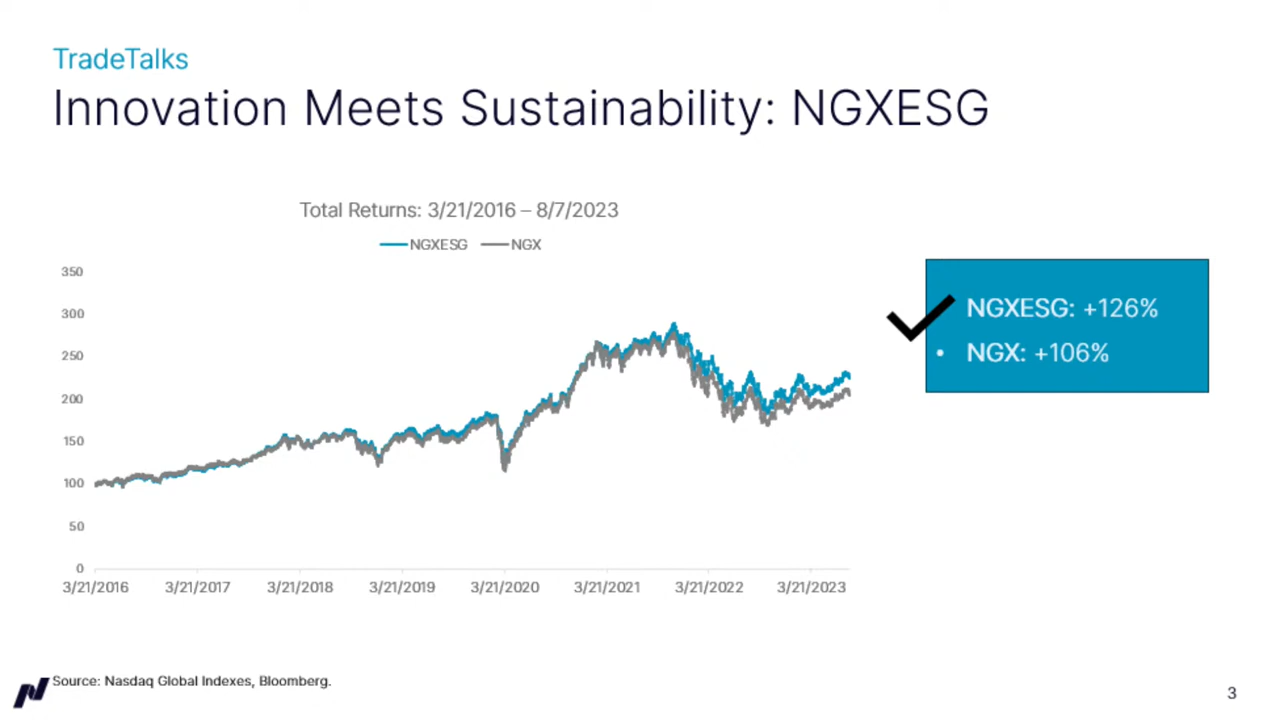 TradeTalks
Innovation Meets Sustainability: NGXESG
Total Returns: 3/21/2016 – 8/7/2023
NGXESG NGX
350
300
250
200
150
100
50
0
3/21/2016 3/21/2017 3/21/2018 3/21/2019 3/21/2020 3/21/2021 3/21/2022 3/21/2023
NGXESG: +126%
• NGX: +106%
Source: Nasdaq Global Indexes, Bloomberg.
3